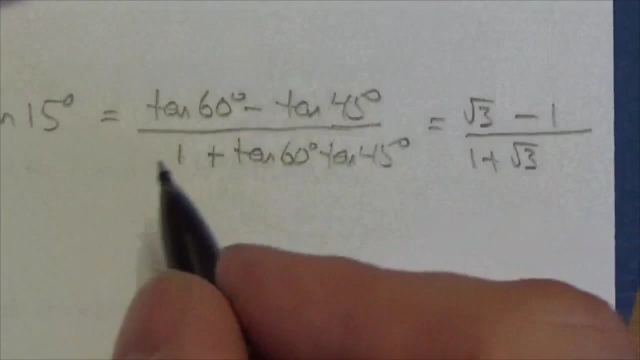 n 15° = tan 60° - tan 45° / 1 + tan 60° tan 45° = √3 - 1 / 1 + √3